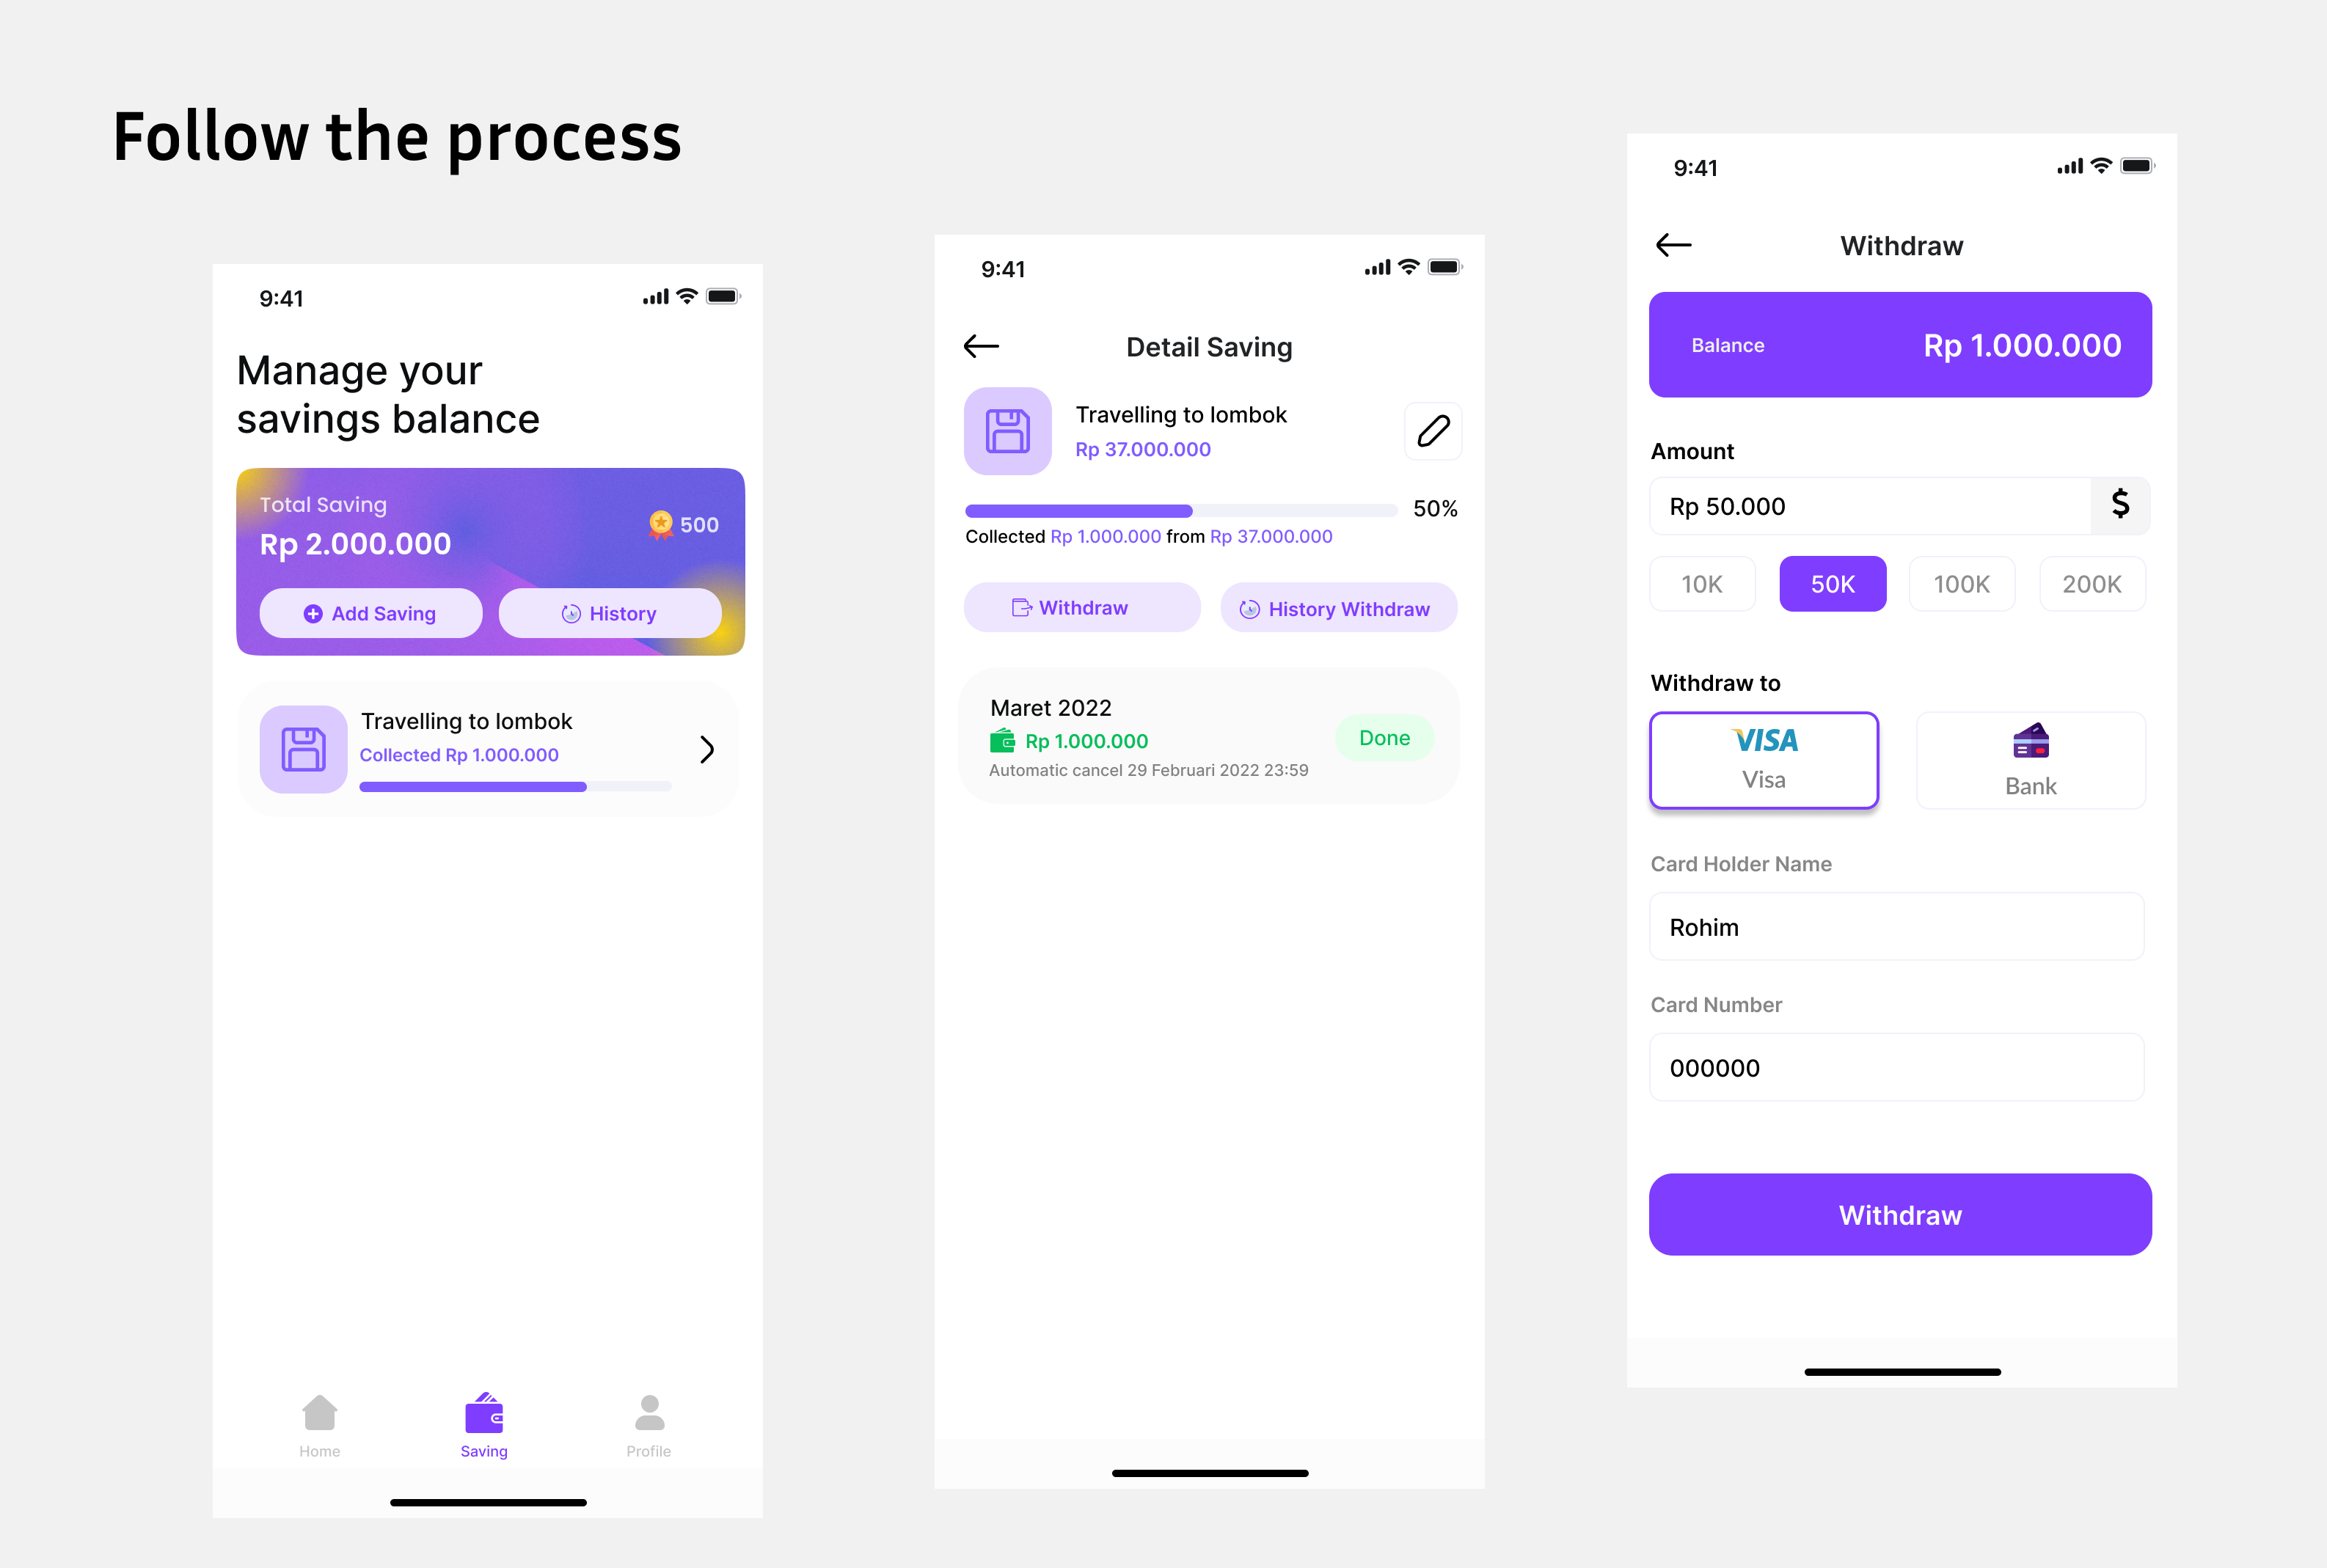 Follow the process
9:41
Manage your
savings balance
Total Saving
Rp 2.000.000
500
Add Saving
History
Travelling to lombok
Collected Rp 1.000.000
Home
Saving
Profile
9:41
Detail Saving
Travelling to lombok
Rp 37.000.000
50%
Collected Rp 1.000.000 from Rp 37.000.000
Withdraw
History Withdraw
Maret 2022
Rp 1.000.000
Done
Automatic cancel 29 Februari 2022 23:59
9:41
Withdraw
Balance
Rp 1.000.000
Amount
Rp 50.000
$
10K
50K
100K
200K
Withdraw to
VISA
Visa
Bank
Card Holder Name
Rohim
Card Number
000000
Withdraw